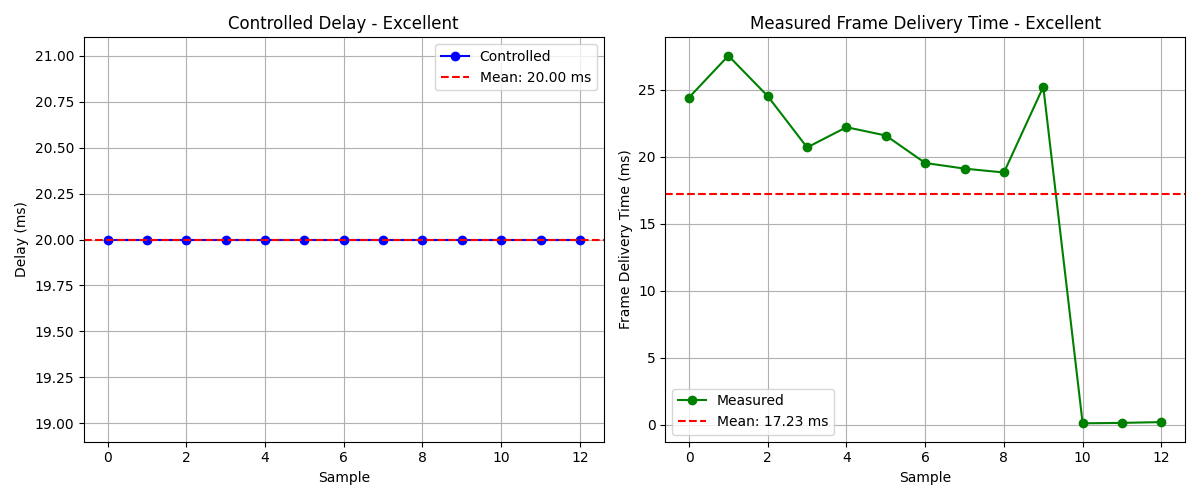 Controlled Delay - Excellent
Delay (ms)
21.00
20.75
20.50
20.25
20.00
19.75
19.50
19.25
19.00
Controlled
Mean: 20.00 ms
0 2 4 6 8 10 12
Sample
Measured Frame Delivery Time - Excellent
Frame Delivery Time (ms)
25
20
15
10
5
0
Measured
Mean: 17.23 ms
0 2 4 6 8 10 12
Sample